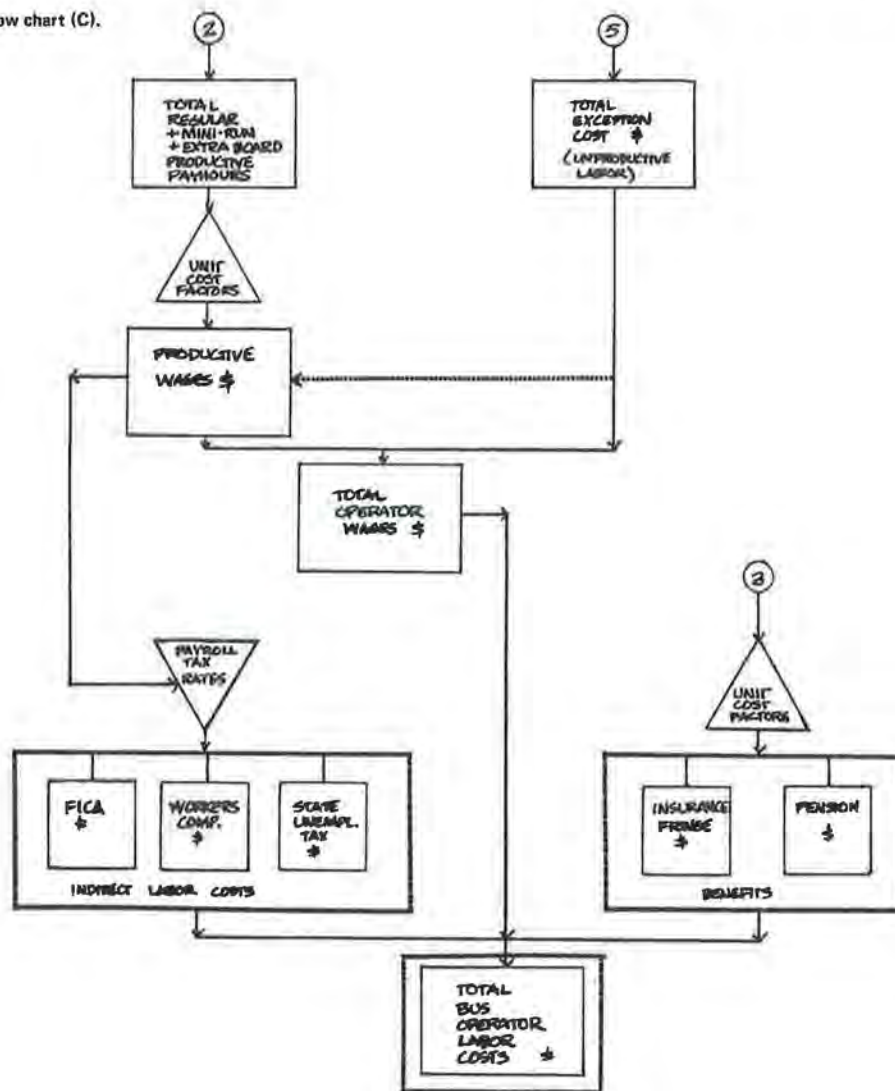 ow chart (C).
2
TOTAL
REGULAR
+ MINI-RUN
+ EXTRA BOARD
PRODUCTIVE
PAYHOURS
5
TOTAL
EXCEPTION
COST $
(UNPRODUCTIVE
LABOR)
UNIT
COST
FACTORS
PRODUCTIVE
WAGES $
TOTAL
OPERATOR
WAGES $
3
PAYROLL
TAX
RATES
UNIT
COST
FACTORS
FICA
$
WORKERS
COMP.
$
STATE
UNEMPL.
TAX
$
INDIRECT LABOR COSTS
INSURANCE
FRINGE
$
PENSION
$
BENEFITS
TOTAL
BUS
OPERATOR
LABOR
COSTS $